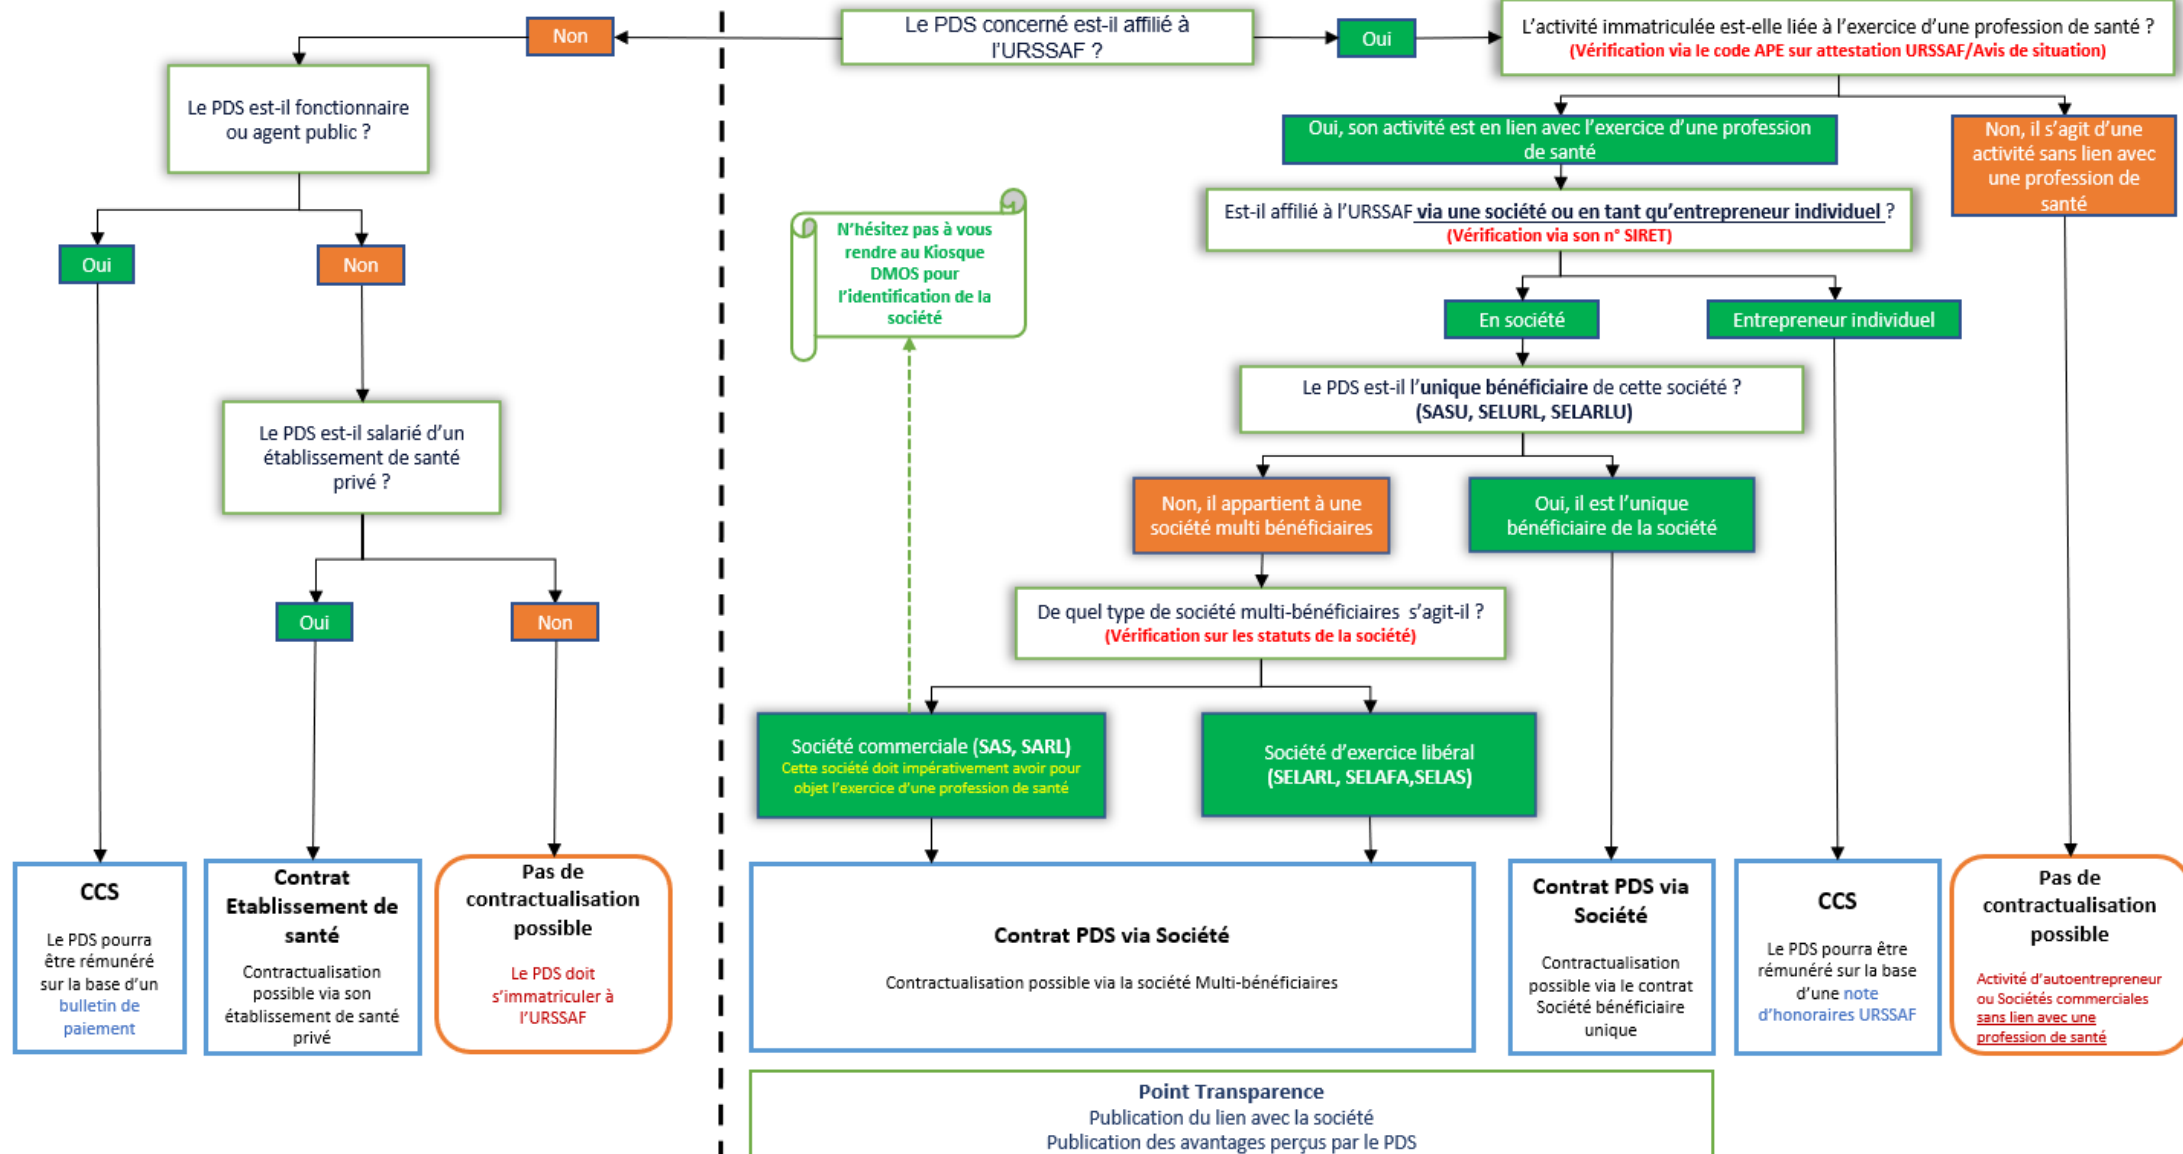 Le PDS concerné est-il affilié à
l'URSSAF ?
Non
Oui
L'activité immatriculée est-elle liée à l'exercice d'une profession de santé ?
(Vérification via le code APE sur attestation URSSAF/Avis de situation)
Le PDS est-il fonctionnaire
ou agent public ?
Oui
Non
Le PDS est-il salarié d'un
établissement de santé
privé ?
Oui
Non
Oui, son activité est en lien avec l'exercice d'une profession
de santé
Non, il s'agit d'une
activité sans lien avec
une profession de
santé
Est-il affilié à l'URSSAF via une société ou en tant qu'entrepreneur individuel ?
(Vérification via son n° SIRET)
N'hésitez pas à vous
rendre au Kiosque
DMOS pour
l'identification de la
société
En société
Entrepreneur individuel
Le PDS est-il l'unique bénéficiaire de cette société ?
(SASU, SELURL, SELARLU)
Non, il appartient à une
société multi bénéficiaires
Oui, il est l'unique
bénéficiaire de la société
De quel type de société multi-bénéficiaires s'agit-il ?
(Vérification sur les statuts de la société)
Société commerciale (SAS, SARL)
Cette société doit impérativement avoir pour
objet l'exercice d'une profession de santé
Société d'exercice libéral
(SELARL, SELAFA,SELAS)
CCS
Le PDS pourra
être rémunéré
sur la base d'un
bulletin de
paiement
Contrat
Etablissement de
santé
Contractualisation
possible via son
établissement de santé
privé
Pas de
contractualisation
possible
Le PDS doit
s'immatriculer à
l'URSSAF
Contrat PDS via Société
Contractualisation possible via la société Multi-bénéficiaires
Contrat PDS via
Société
Contractualisation
possible via le contrat
Société bénéficiaire
unique
CCS
Le PDS pourra être
rémunéré sur la base
d'une note
d'honoraires URSSAF
Pas de
contractualisation
possible
Activité d'autoentrepreneur
ou Sociétés commerciales
sans lien avec une
profession de santé
Point Transparence
Publication du lien avec la société
Publication des avantages perçus par le PDS